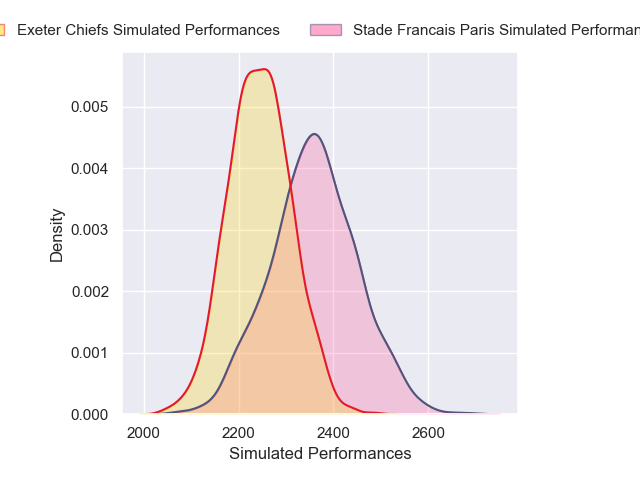 Exeter Chiefs Simulated Performances
Stade Francais Paris Simulated Performan
0.005
0.004
0.003
0.002
0.001
0.000
Density
2000 2200 2400 2600
Simulated Performances